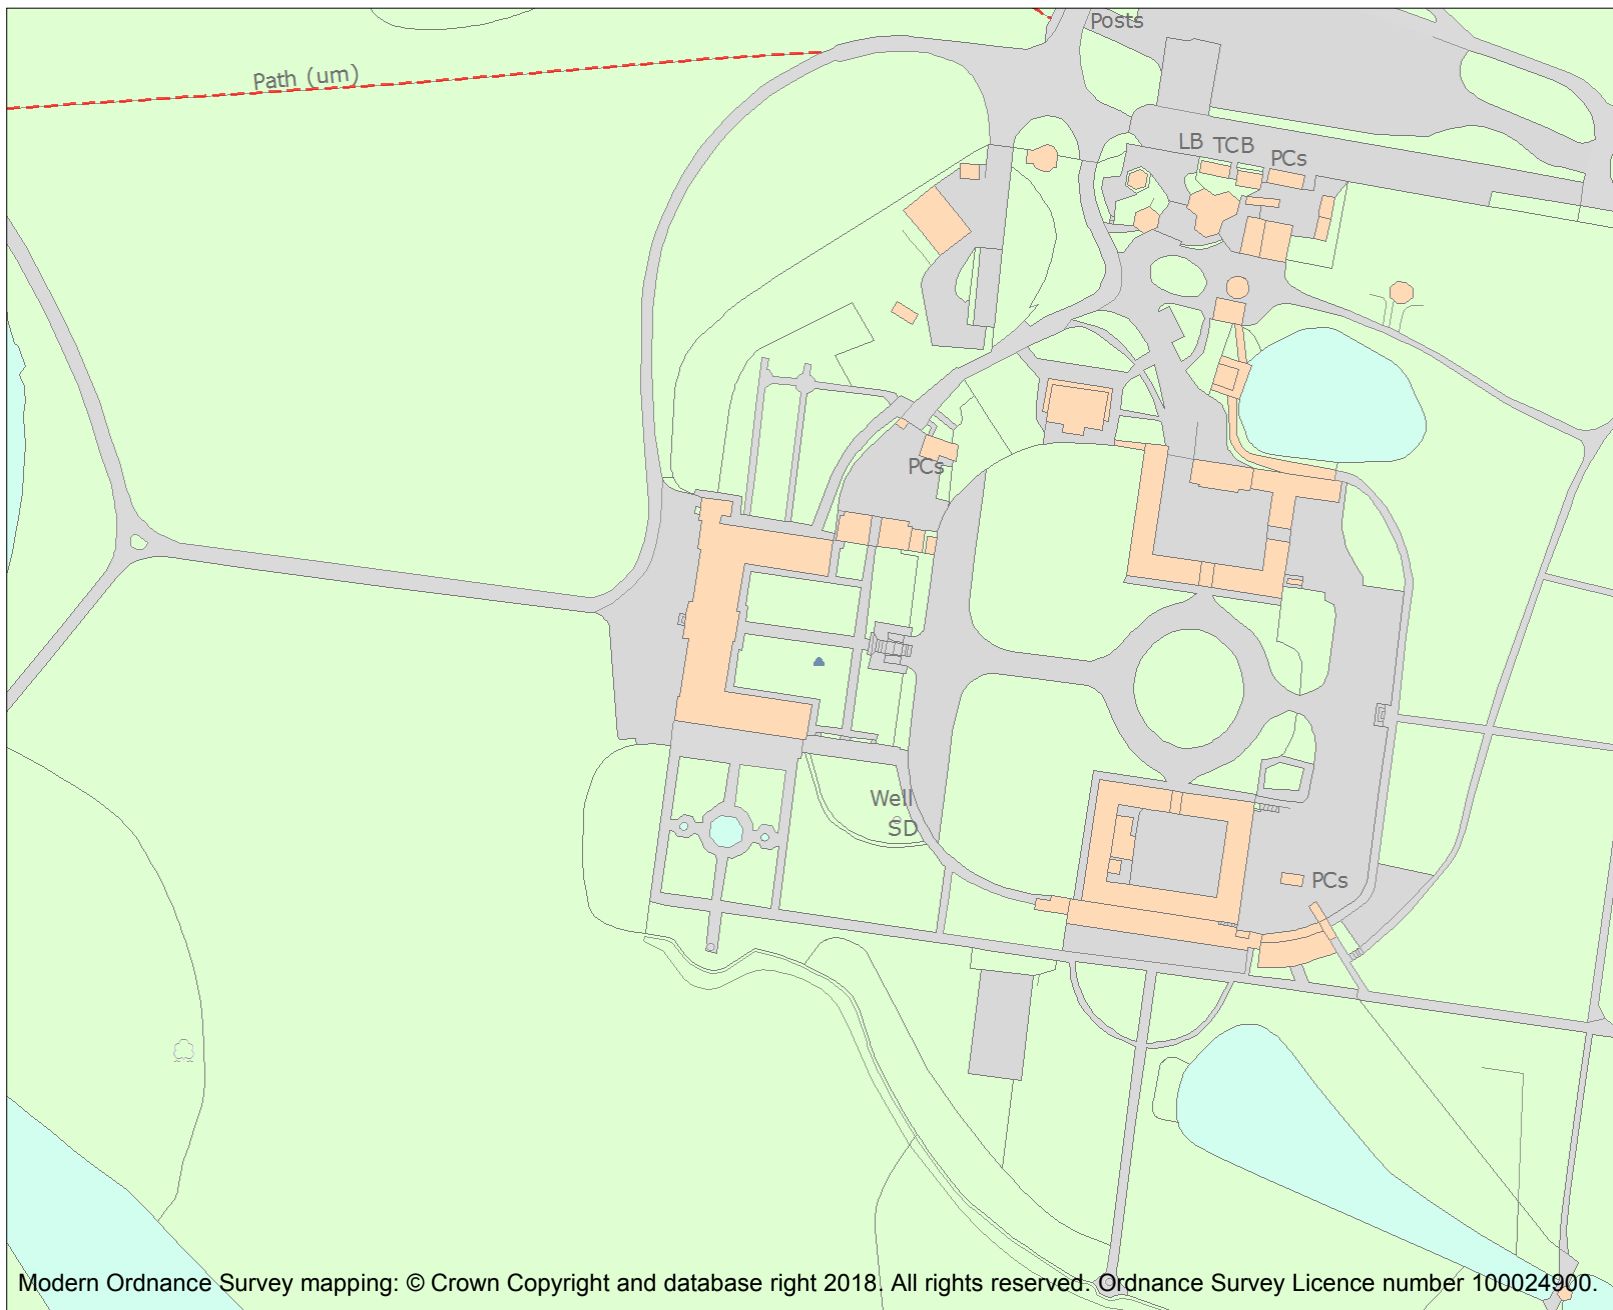 Posts
Path (um)
LB
TCB
PCs
PCs
Well
SD
PCs
Modern Ordnance Survey mapping: © Crown Copyright and database right 2018. All rights reserved. Ordnance Survey Licence number 100024900.